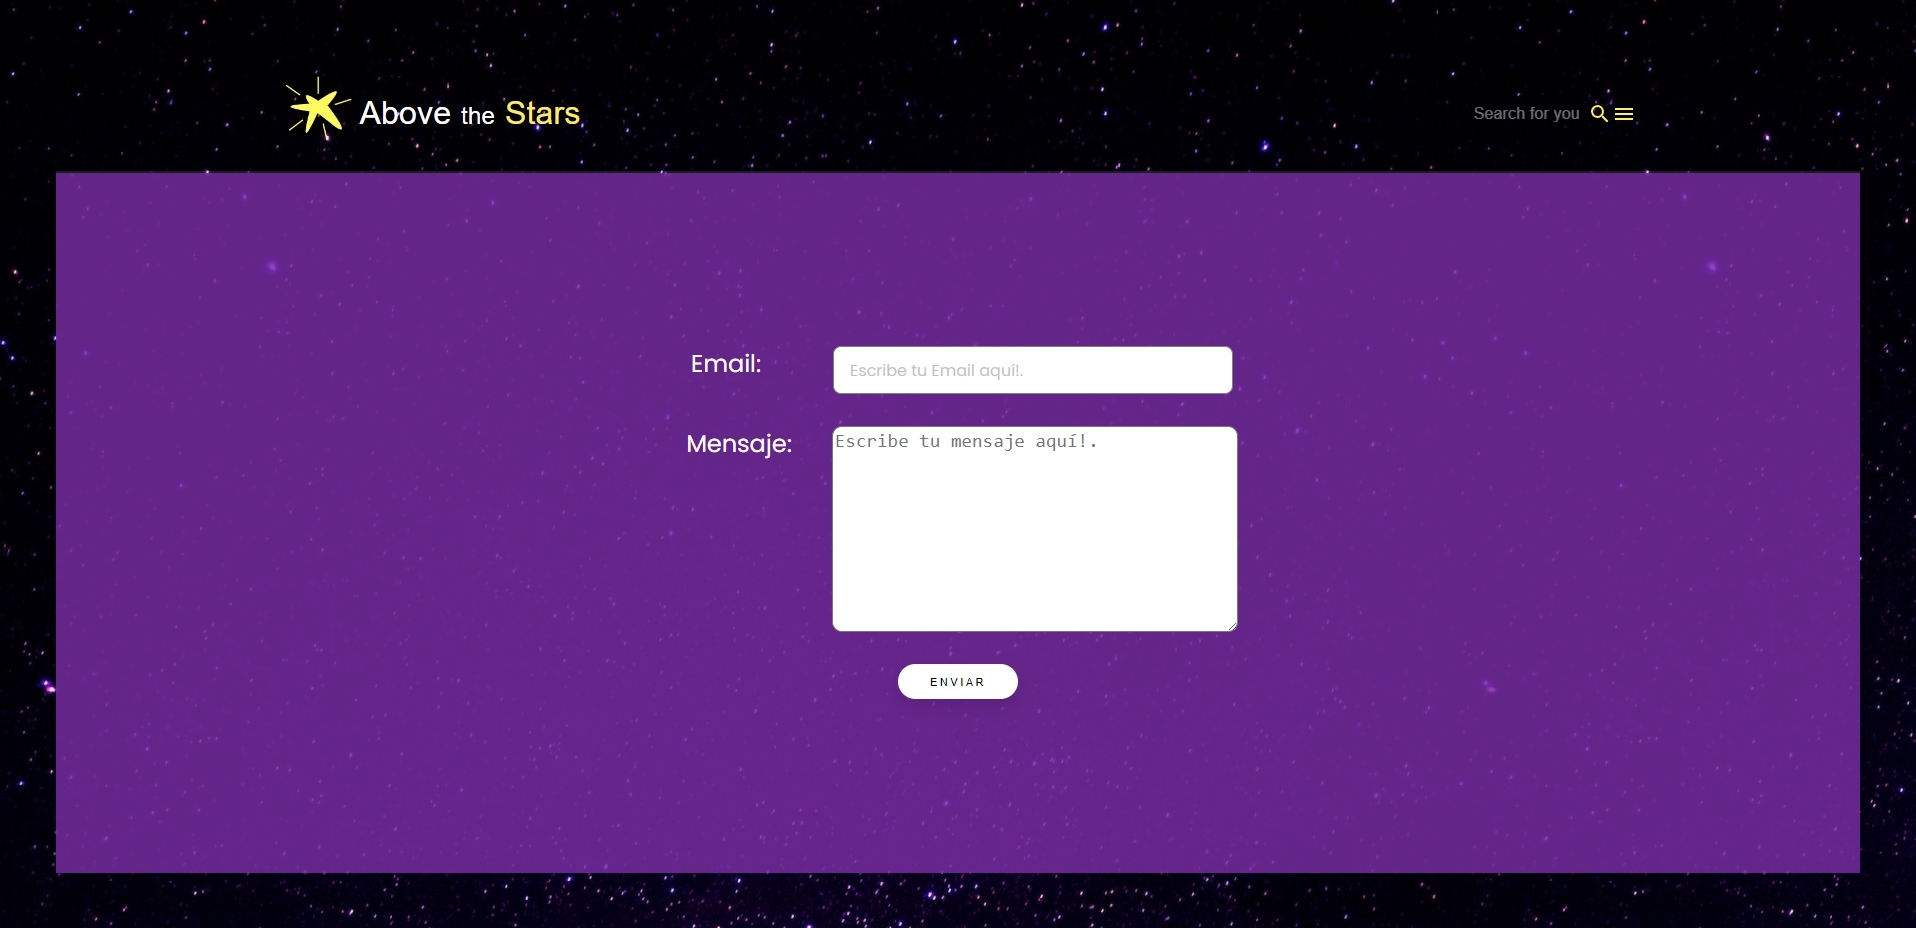 Above the Stars
Search for you
Email:
Escribe tu Email aquí!.
Mensaje:
Escribe tu mensaje aquí!.
ENVIAR